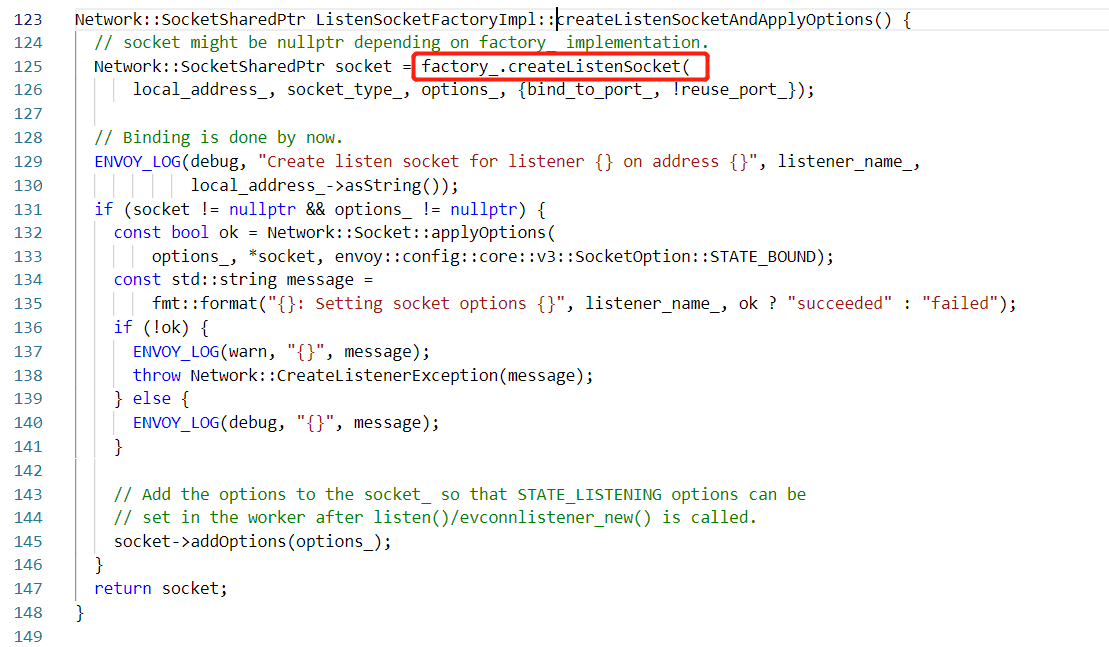 123 Network::SocketSharedPtr ListenSocketFactoryImpl::createListenSocketAndApplyOptions() {
124 // socket might be nullptr depending on factory_ implementation.
125 Network::SocketSharedPtr socket = factory_.createListenSocket(
126 local_address_, socket_type_, options_, {bind_to_port_, !reuse_port_});
127
128 // Binding is done by now.
129 ENVOY_LOG(debug, "Create listen socket for listener {} on address {}", listener_name_,
130 local_address_->asString());
131 if (socket != nullptr && options_ != nullptr) {
132 const bool ok = Network::Socket::applyOptions(
133 options_, *socket, envoy::config::core::v3::SocketOption::STATE_BOUND);
134 const std::string message =
135 fmt::format("{}: Setting socket options {}", listener_name_, ok ? "succeeded" : "failed");
136 if (!ok) {
137 ENVOY_LOG(warn, "{}", message);
138 throw Network::CreateListenerException(message);
139 } else {
140 ENVOY_LOG(debug, "{}", message);
141 }
142
143 // Add the options to the socket_ so that STATE_LISTENING options can be
144 // set in the worker after listen()/evconnlistener_new() is called.
145 socket->addOptions(options_);
146 }
147 return socket;
148 }
149